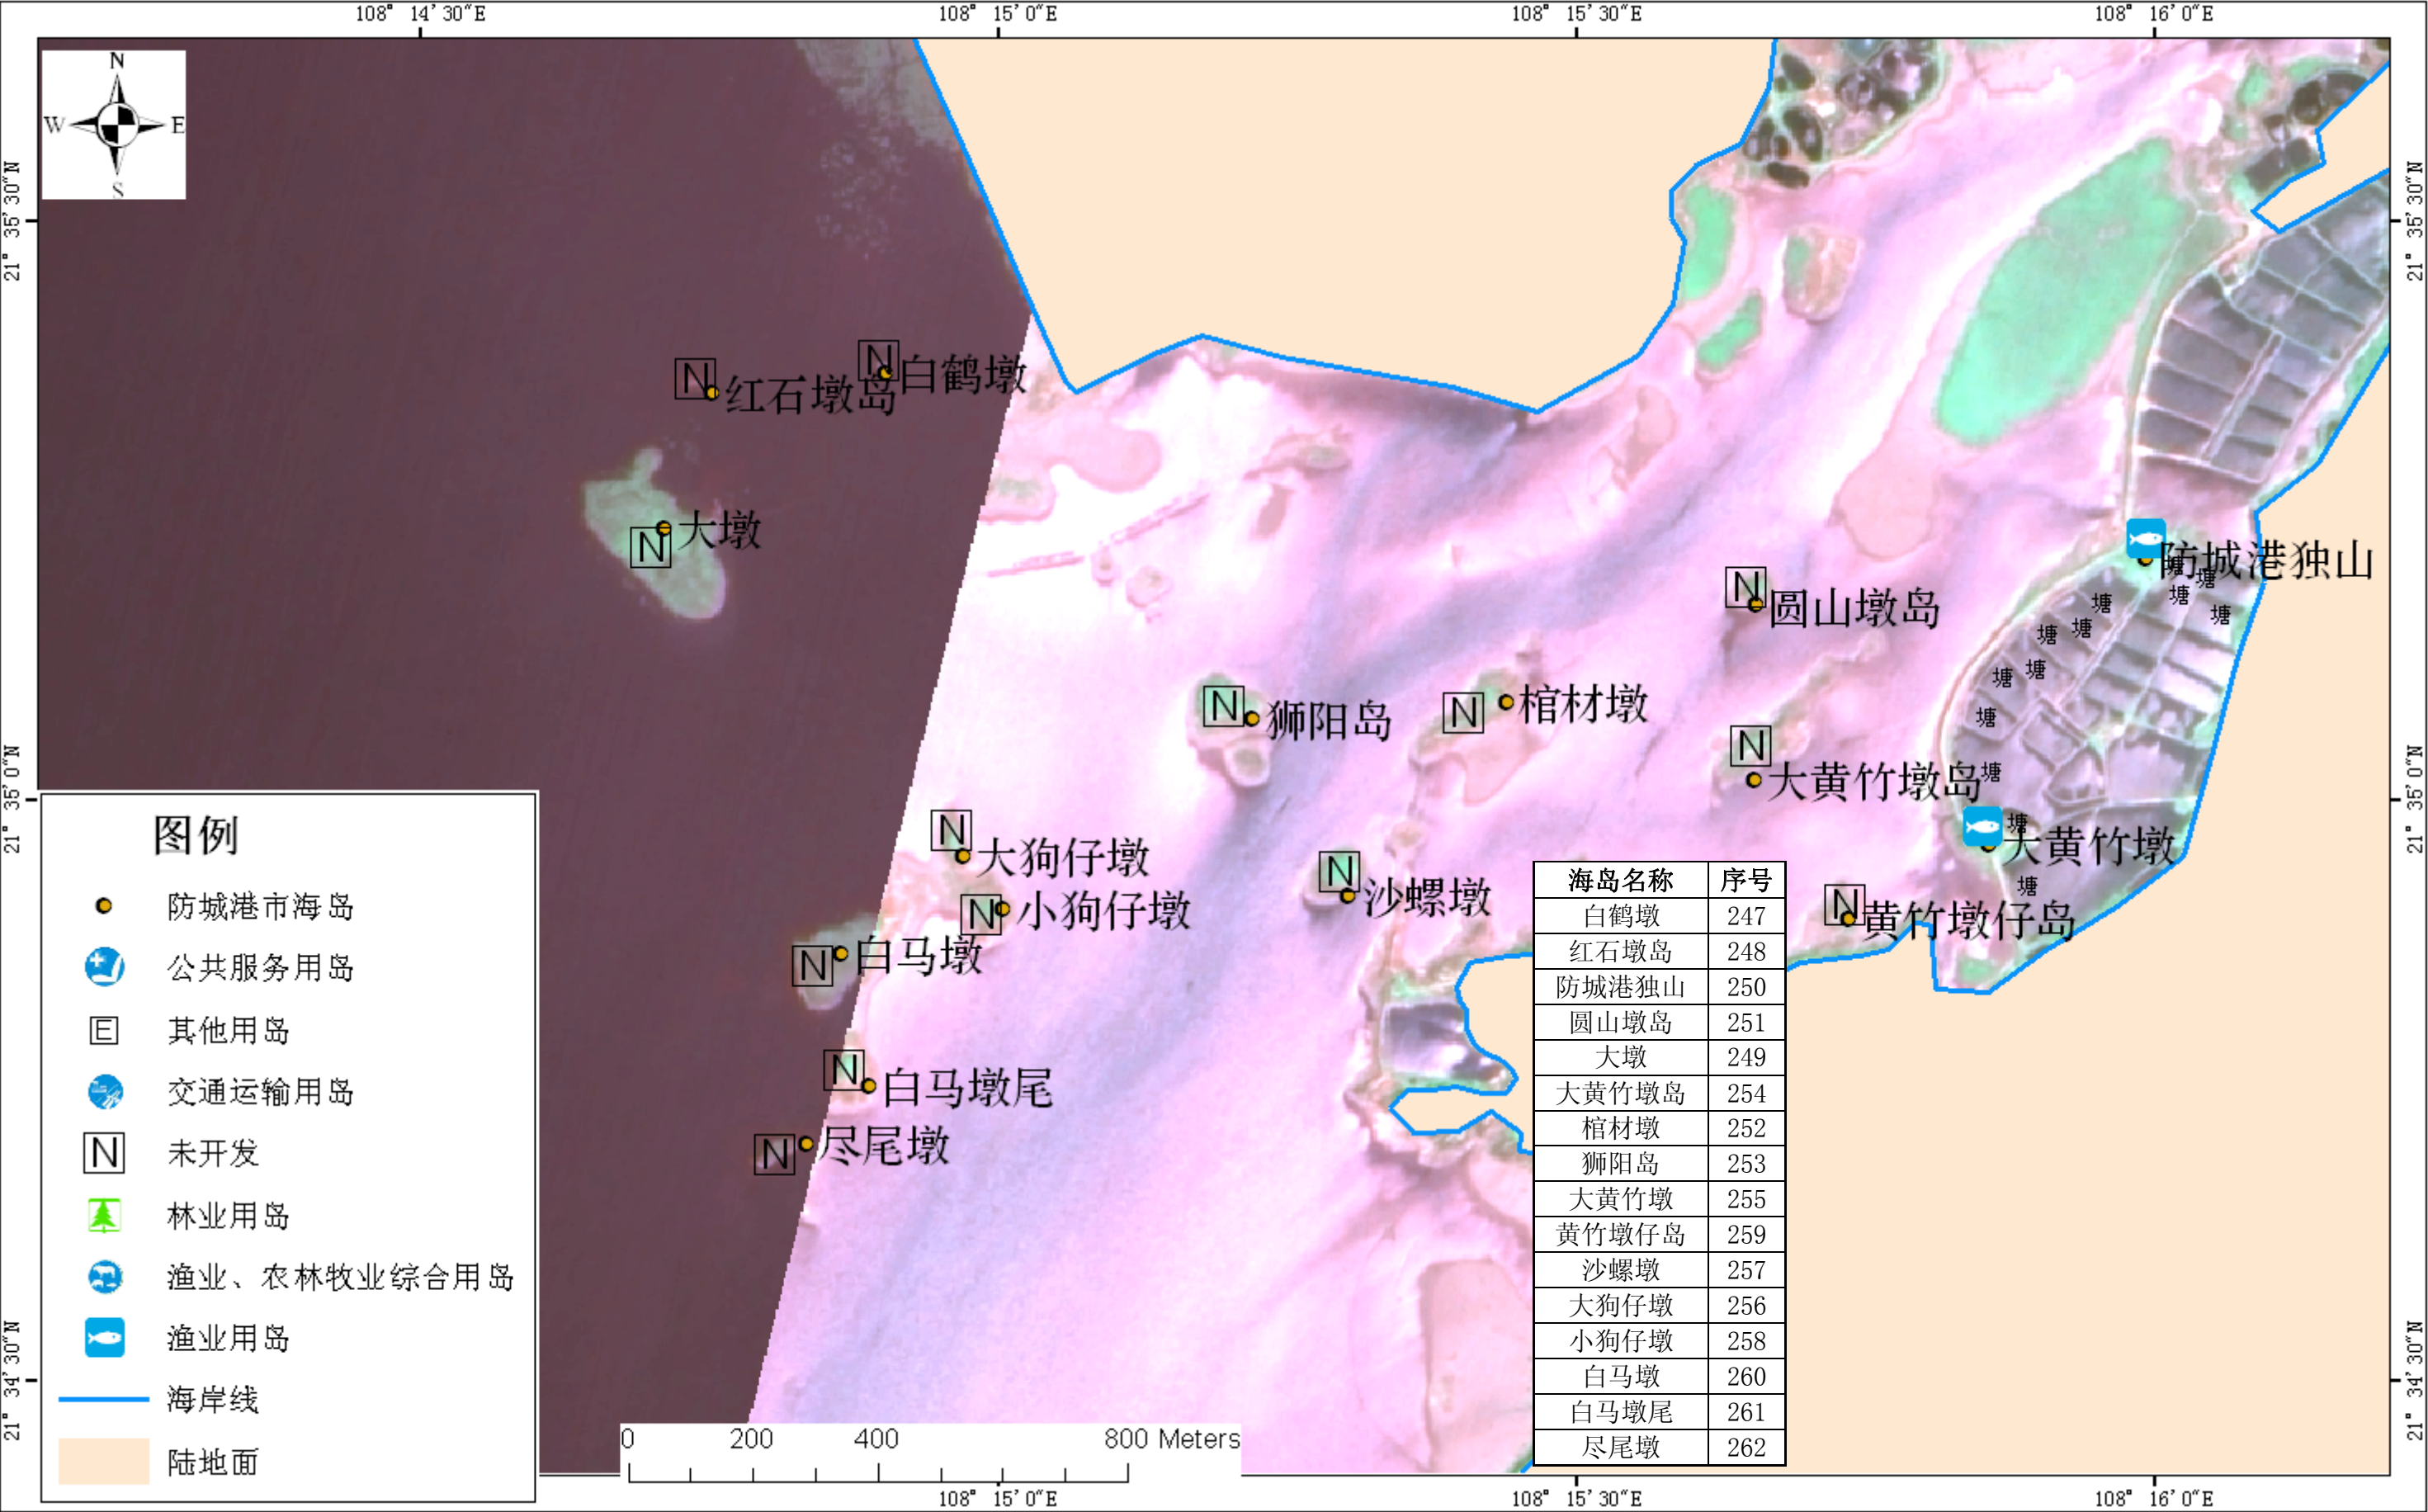 108° 14′30″E
108° 15′0″E
108° 15′30″E
108° 16′0″E
N
W E
S
21° 35′30″N
21° 35′30″N
白鹤墩
N
N
红石墩岛
大墩
N
防城港独山
圆山墩岛
N
塘
塘
塘
塘
塘
塘
塘
塘
塘
塘
塘
塘
塘
狮阳岛
N
棺材墩
N
21° 35′0″N
21° 35′0″N
大黄竹墩岛
N
大狗仔墩
N
大黄竹墩
小狗仔墩
N
沙螺墩
N
黄竹墩仔岛
N
白马墩
N
白马墩尾
N
尽尾墩
N
图例
防城港市海岛
公共服务用岛
E 其他用岛
交通运输用岛
N 未开发
林业用岛
渔业、农林牧业综合用岛
渔业用岛
海岸线
陆地面
海岛名称 序号
白鹤墩 247
红石墩岛 248
防城港独山 250
圆山墩岛 251
大墩 249
大黄竹墩岛 254
棺材墩 252
狮阳岛 253
大黄竹墩 255
黄竹墩仔岛 259
沙螺墩 257
大狗仔墩 256
小狗仔墩 258
白马墩 260
白马墩尾 261
尽尾墩 262
21° 34′30″N
21° 34′30″N
0 200 400 800 Meters
108° 15′0″E
108° 15′30″E
108° 16′0″E